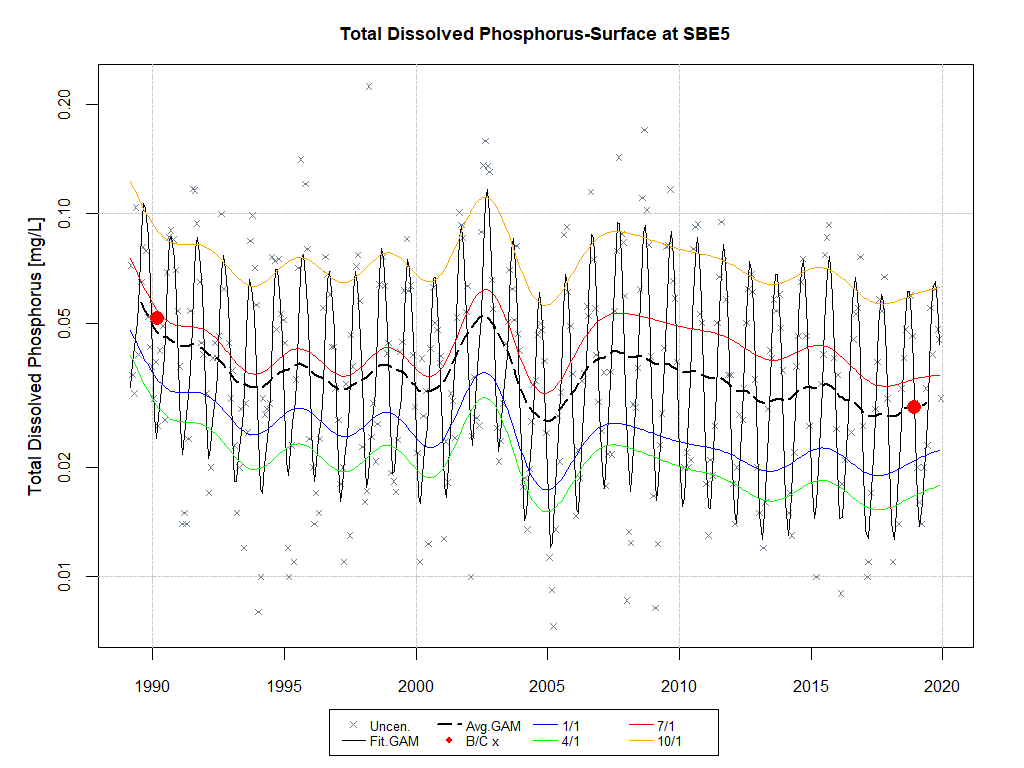 Total Dissolved Phosphorus-Surface at SBE5
Total Dissolved Phosphorus [mg/L]
0.20
0.10
0.05
0.02
0.01
1990 1995 2000 2005 2010 2015 2020
Uncen. Avg.GAM 1/1 7/1
Fit.GAM B/C x 4/1 10/1